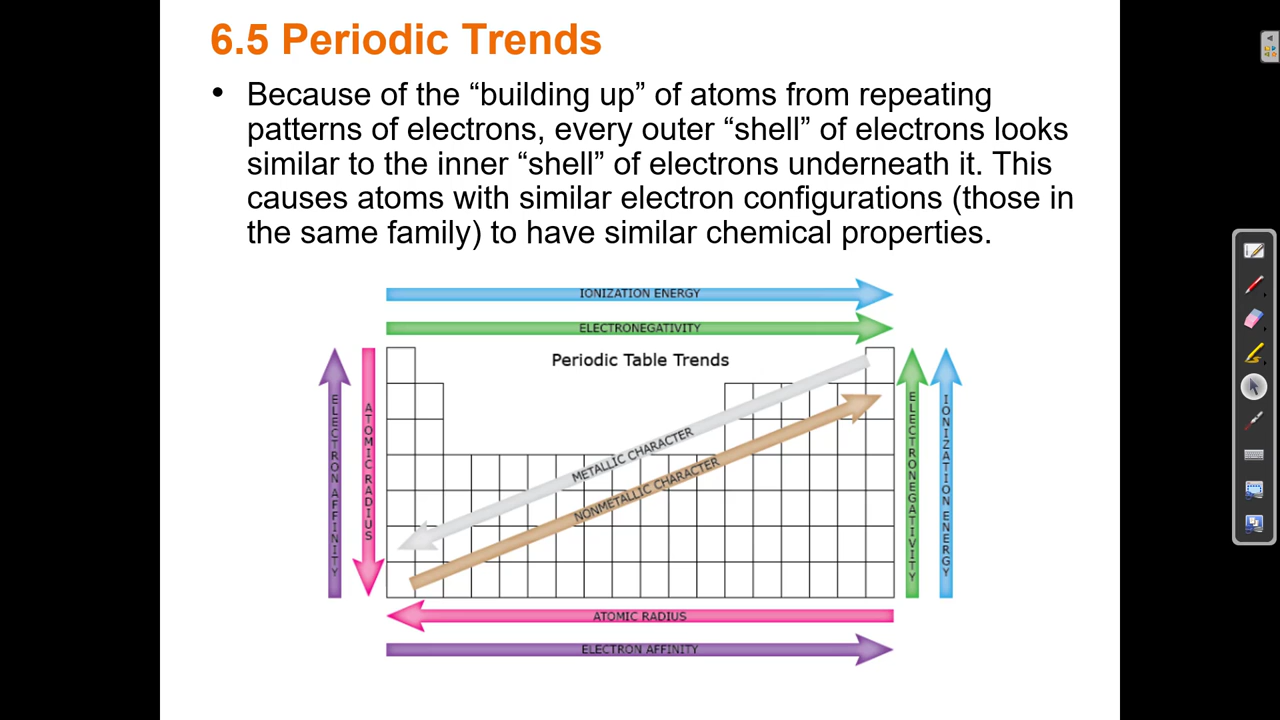 6.5 Periodic Trends
• Because of the “building up” of atoms from repeating
patterns of electrons, every outer “shell” of electrons looks
similar to the inner “shell” of electrons underneath it. This
causes atoms with similar electron configurations (those in
the same family) to have similar chemical properties.
IONIZATION ENERGY
ELECTRONEGATIVITY
Periodic Table Trends
ELECTRON AFFINITY
ATOMIC RADIUS
METALLIC CHARACTER
NONMETALLIC CHARACTER
ELECTRONEGATIVITY
IONIZATION ENERGY
ATOMIC RADIUS
ELECTRON AFFINITY